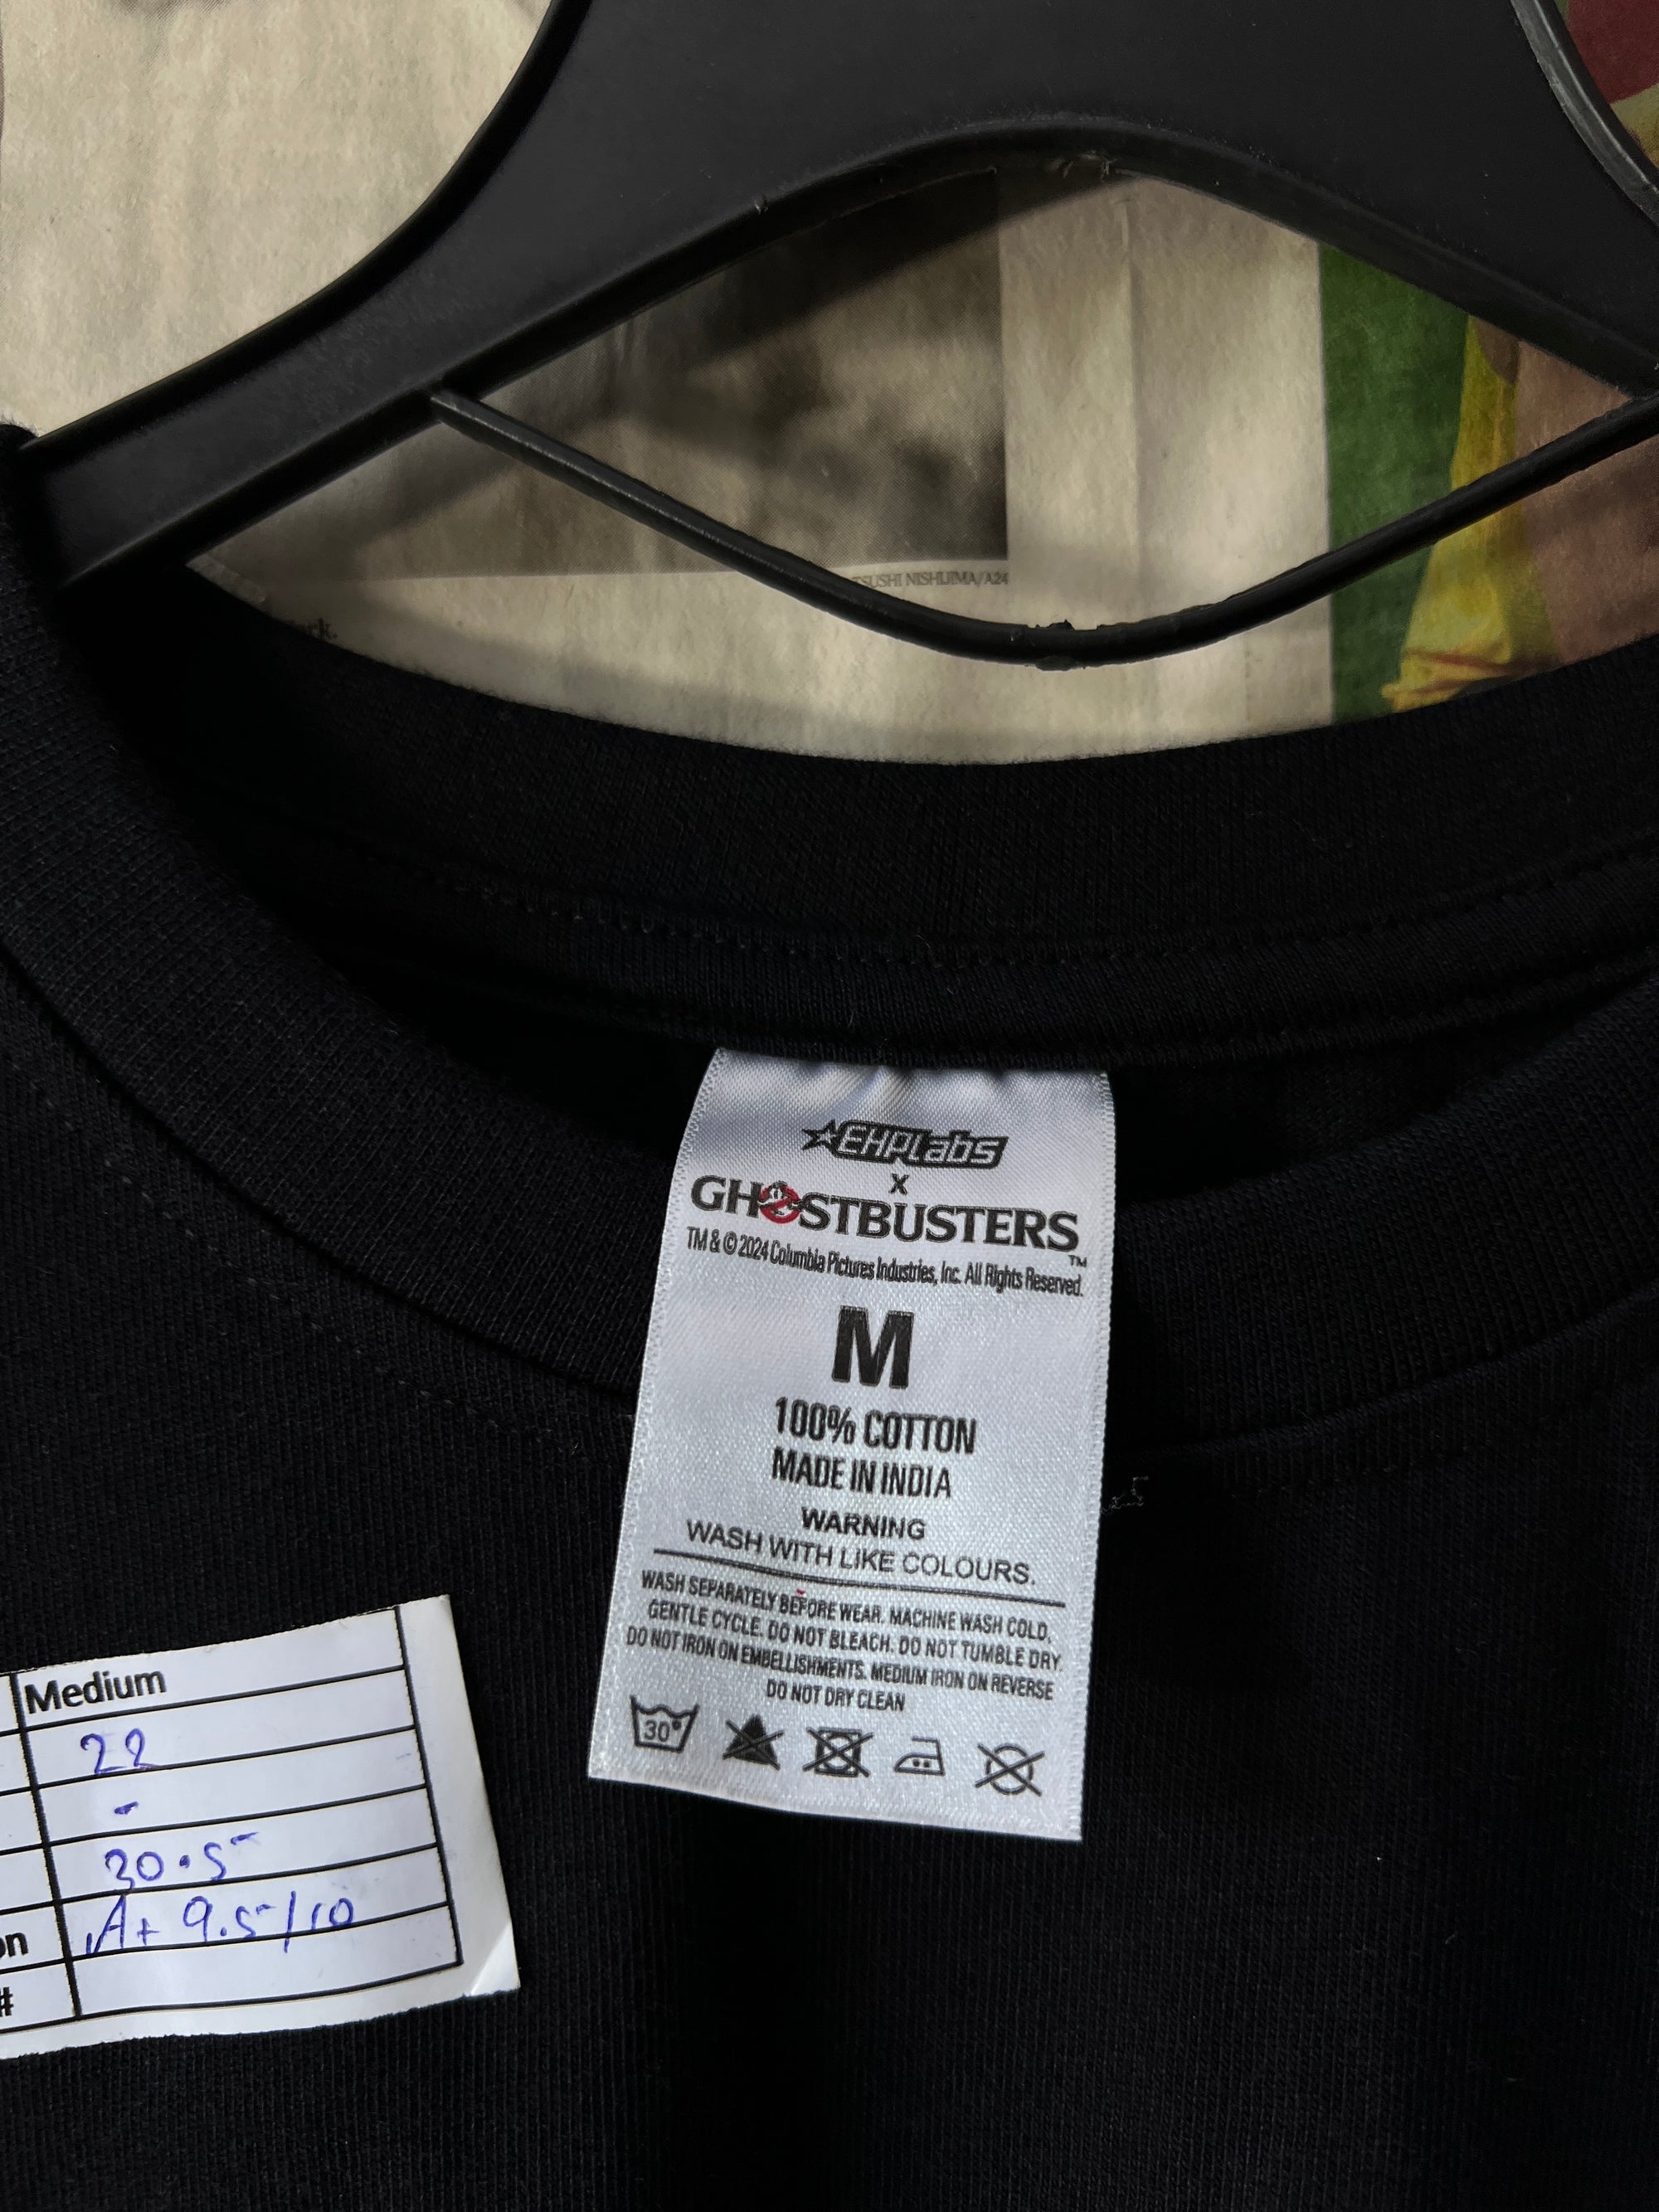 TSUSHI NISHIJIMA/A24
ork.
EHPLabs
X
GHOSTBUSTERS™
TM & © 2024 Columbia Pictures Industries, Inc. All Rights Reserved.
M
100% COTTON
MADE IN INDIA
WARNING
WASH WITH LIKE COLOURS.
WASH SEPARATELY BEFORE WEAR. MACHINE WASH COLD.
GENTLE CYCLE. DO NOT BLEACH. DO NOT TUMBLE DRY.
DO NOT IRON ON EMBELLISHMENTS. MEDIUM IRON ON REVERSE
DO NOT DRY CLEAN
30°
Medium
22
-
30.5
on A+ 9.5/10
#